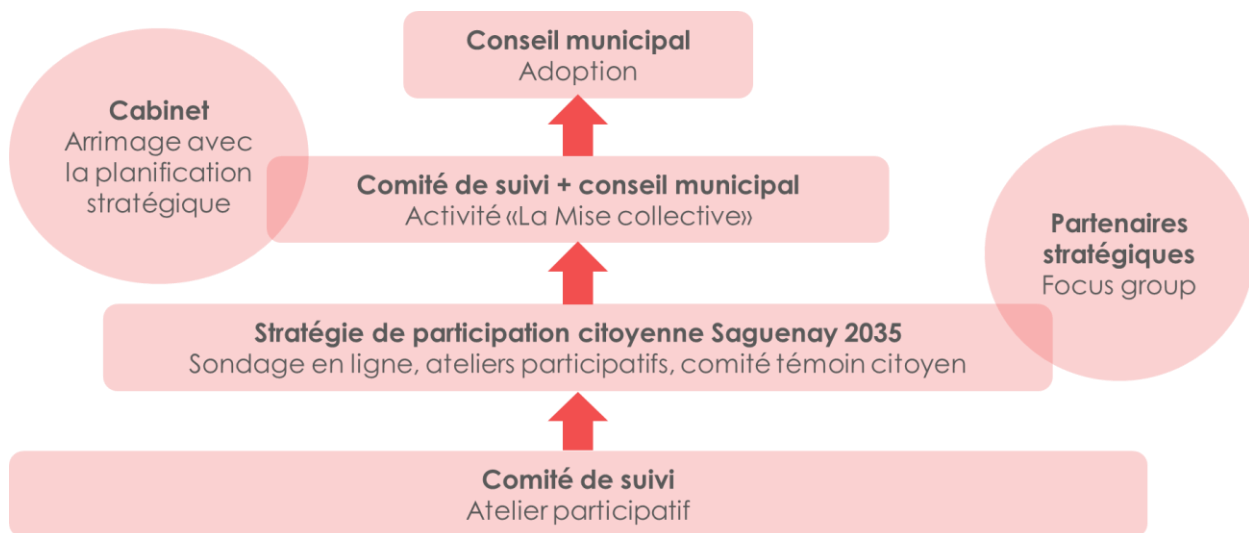 Conseil municipal
Adoption
Cabinet
Arrimage avec
la planification
stratégique
Comité de suivi + conseil municipal
Activité «La Mise collective»
Partenaires
stratégiques
Focus group
Stratégie de participation citoyenne Saguenay 2035
Sondage en ligne, ateliers participatifs, comité témoin citoyen
Comité de suivi
Atelier participatif